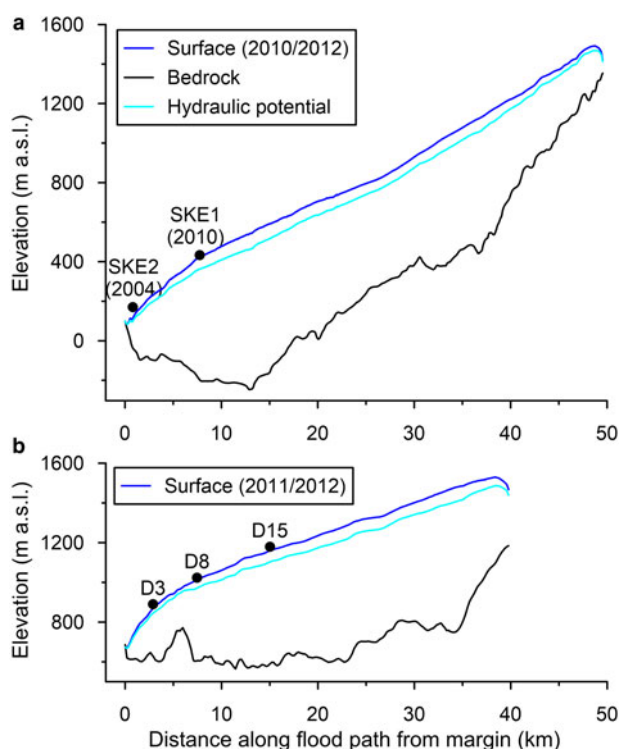 a
1600
Surface (2010/2012)
Bedrock
Hydraulic potential
1200
Elevation (m a.s.l.)
800
SKE1
(2010)
SKE2
(2004)
400
0
0 10 20 30 40 50
b
1600
Surface (2011/2012)
Elevation (m a.s.l.)
D15
1200
D8
D3
800
0 10 20 30 40 50
Distance along flood path from margin (km)